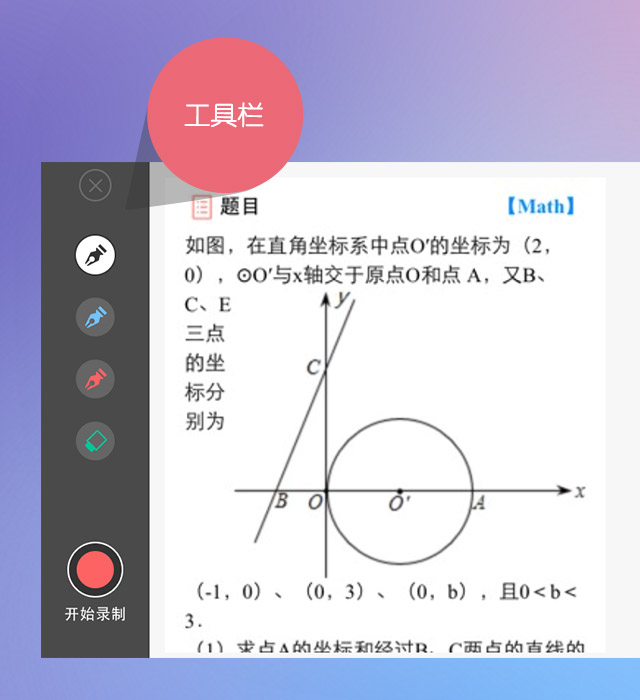 工具栏
题目
【Math】
如图，在直角坐标系中点O′的坐标为（2，
0），⊙O′与x轴交于原点O和点 A，又B、
C、E
三点
的坐
标分
别为
y
C
B
O
O′
A
x
（-1，0）、（0，3）、（0，b），且0＜b＜
3．
（1）求点A的坐标和经过B、C两点的直线的
开始录制